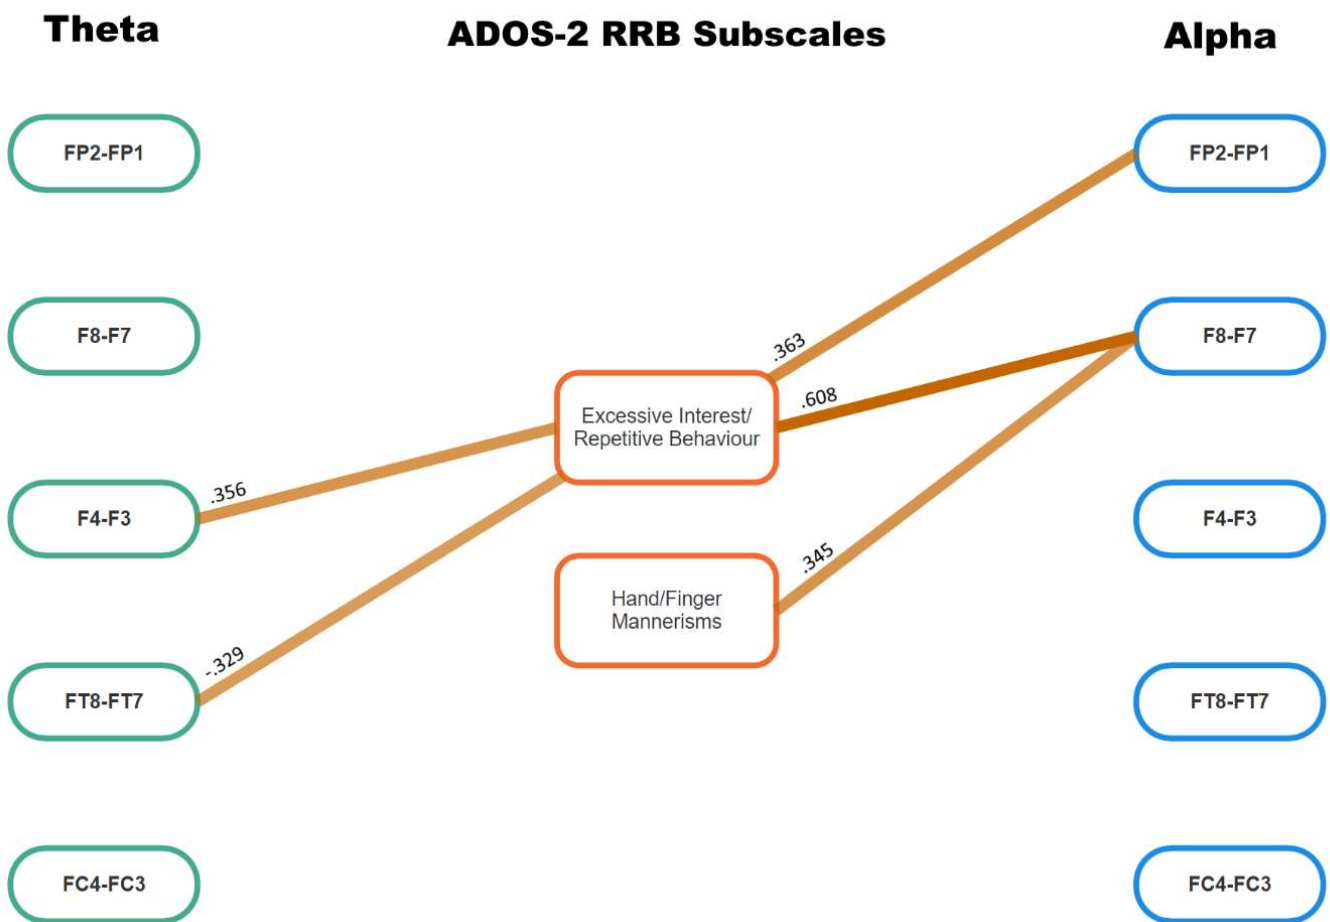 Theta
ADOS-2 RRB Subscales
Alpha
FP2-FP1
FP2-FP1
F8-F7
F8-F7
.363
Excessive Interest/
Repetitive Behaviour
.608
.356
F4-F3
F4-F3
.345
Hand/Finger
Mannerisms
-.329
FT8-FT7
FT8-FT7
FC4-FC3
FC4-FC3